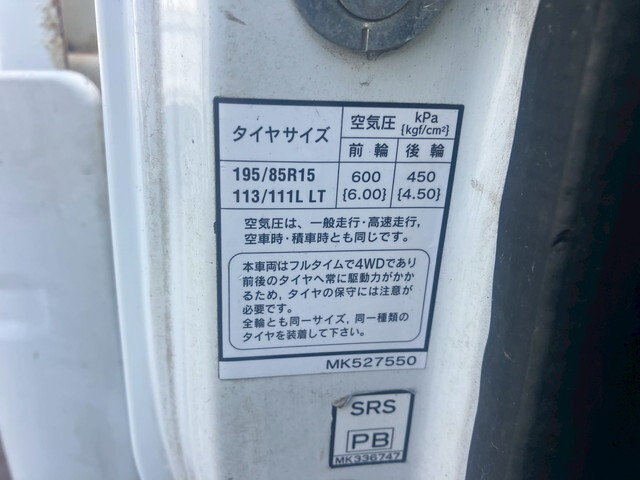 タイヤサイズ
空気圧 kPa {kgf/cm²}
前輪 後輪
195/85R15 600 450
113/111L LT {6.00} {4.50}
空気圧は、一般走行・高速走行,
空車時・積車時とも同じです。
本車両はフルタイムで4WDであり
前後のタイヤへ常に駆動力がかか
るため，タイヤの保守には注意が
必要です。
全輪とも同一サイズ，同一種類の
タイヤを装着して下さい。
MK527550
SRS
PB
MK336747